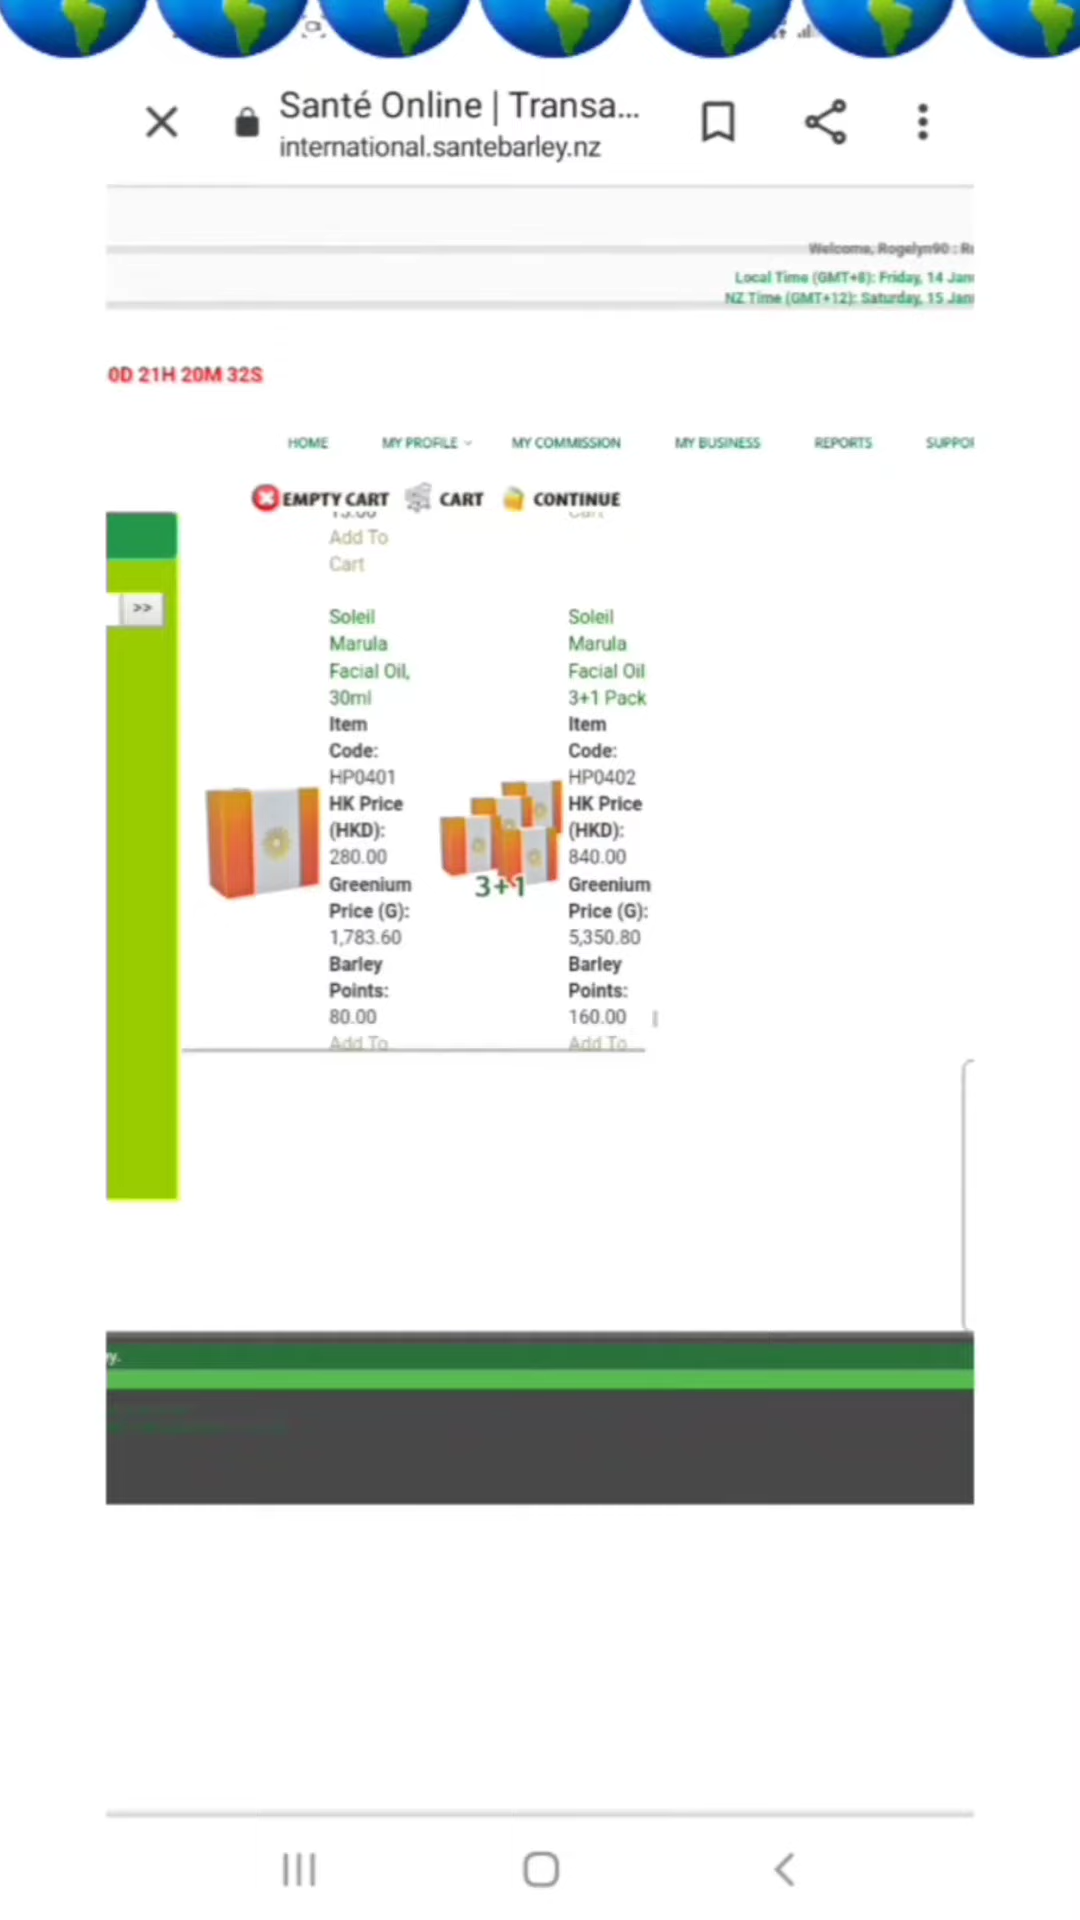 Santé Online | Transa...
international.santebarley.nz
Welcome, Rogelyn90 : R
Local Time (GMT+8): Friday, 14 Jan
NZ Time (GMT+12): Saturday, 15 Jan
0D 21H 20M 32S
HOME MY PROFILE MY COMMISSION MY BUSINESS REPORTS SUPPO
EMPTY CART CART CONTINUE
Add To
Cart
>>
Soleil
Marula
Facial Oil,
30ml
Item
Code:
HP0401
HK Price
(HKD):
280.00
Greenium
Price (G):
1,783.60
Barley
Points:
80.00
Add To
Cart
Soleil
Marula
Facial Oil
3+1 Pack
Item
Code:
HP0402
HK Price
(HKD):
840.00
Greenium
Price (G):
5,350.80
Barley
Points:
160.00
Add To
3+1
y.